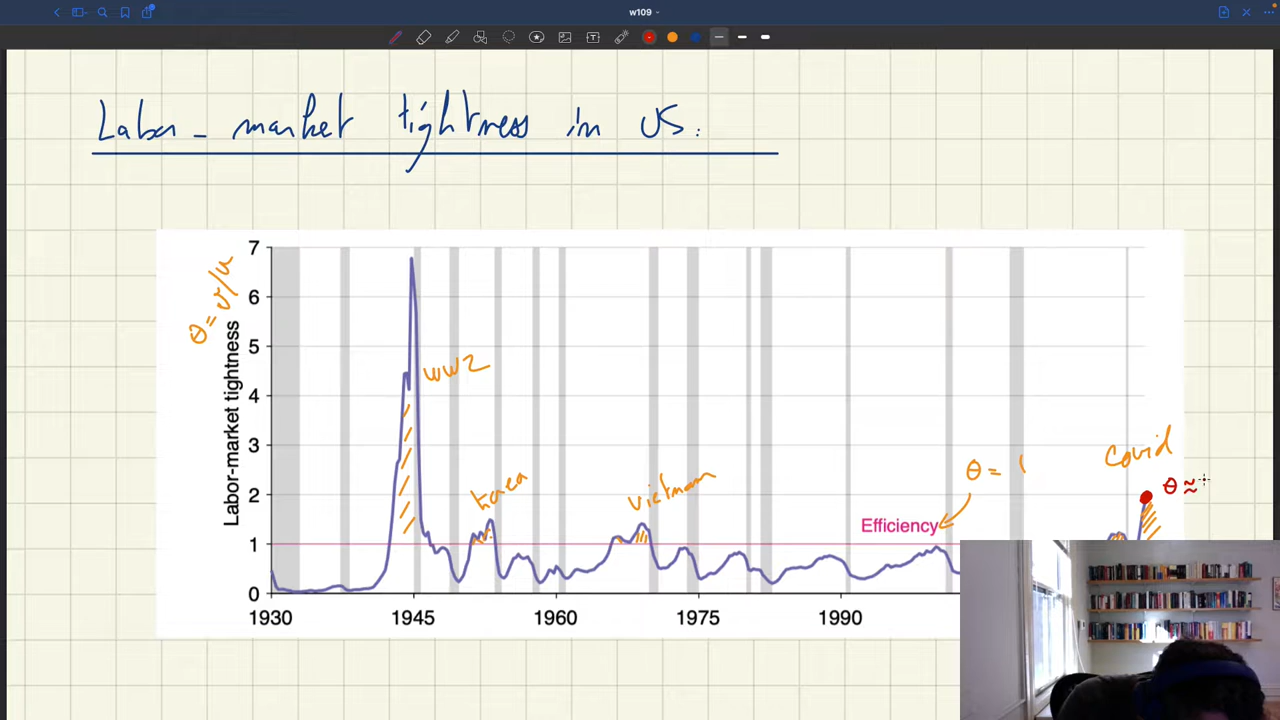 w109
Labor-market tightness in US.
θ = v/u
Labor-market tightness
7
6
5
4
3
2
1
0
WW2
Korea
Vietnam
θ = 1
Efficiency
Covid
θ ≈
1930 1945 1960 1975 1990